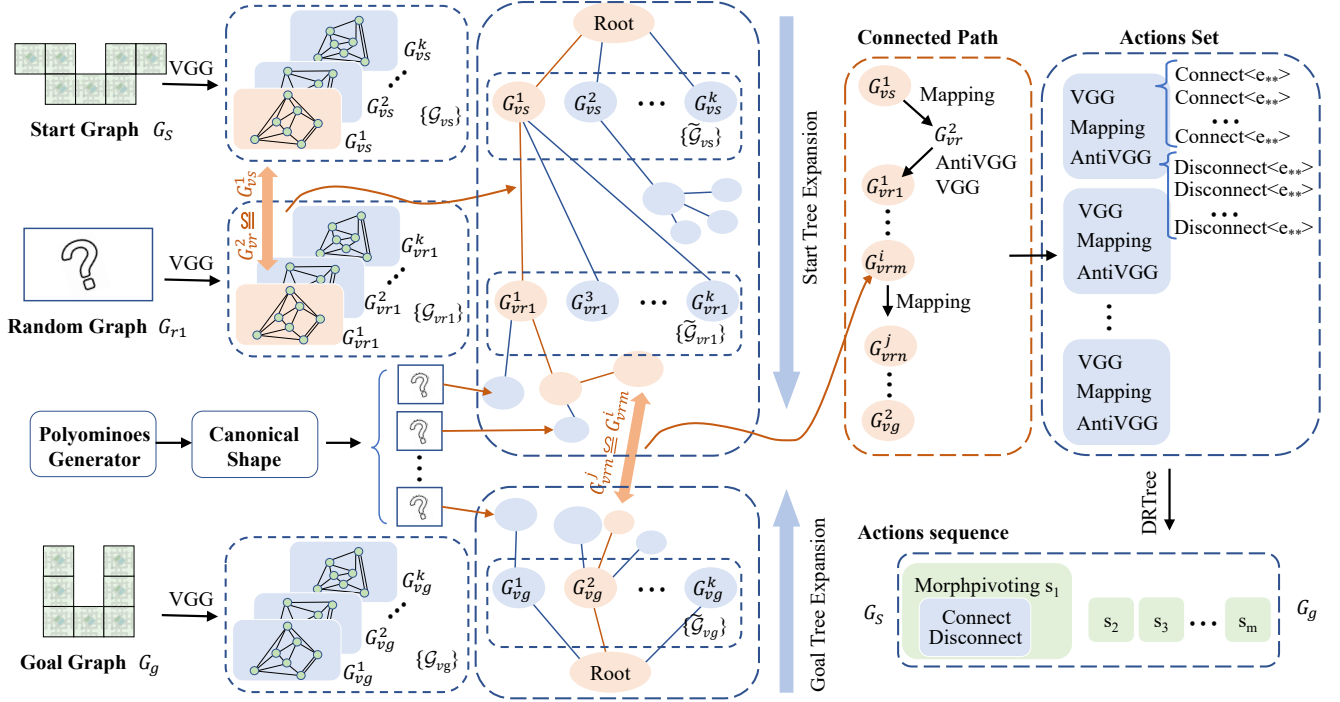 VGG
Start Graph G_s
G_vs^k
G_vs^2
G_vs^1
{𝒢_vs}
G_vr^2 ≌ G_vs^1
?
VGG
Random Graph G_r1
G_vr1^k
G_vr1^2
G_vr1^1
{𝒢_vr1}
Polyominoes
Generator
Canonical
Shape
?
?
?
VGG
Goal Graph G_g
G_vg^k
G_vg^2
G_vg^1
{𝒢_vg}
Root
G_vs^1 G_vs^2 ••• G_vs^k
{𝒢̃_vs}
G_vr1^1 G_vr1^3 ••• G_vr1^k
{𝒢̃_vr1}
G_vrn^j ≌ G_vrm^i
G_vg^1 G_vg^2 ••• G_vg^k
{𝒢̃_vg}
Root
Start Tree Expansion
Goal Tree Expansion
Connected Path
G_vs^1
Mapping
G_vr^2
AntiVGG
VGG
G_vr1^1
G_vrm^i
Mapping
G_vrn^j
G_vg^2
Actions Set
VGG
Mapping
AntiVGG
Connect<e_**>
Connect<e_**>
•••
Connect<e_**>
Disconnect<e_**>
Disconnect<e_**>
•••
Disconnect<e_**>
VGG
Mapping
AntiVGG
VGG
Mapping
AntiVGG
DRTree
Actions sequence
G_s
Morphpivoting s_1
Connect
Disconnect
s_2 s_3 ••• s_m
G_g